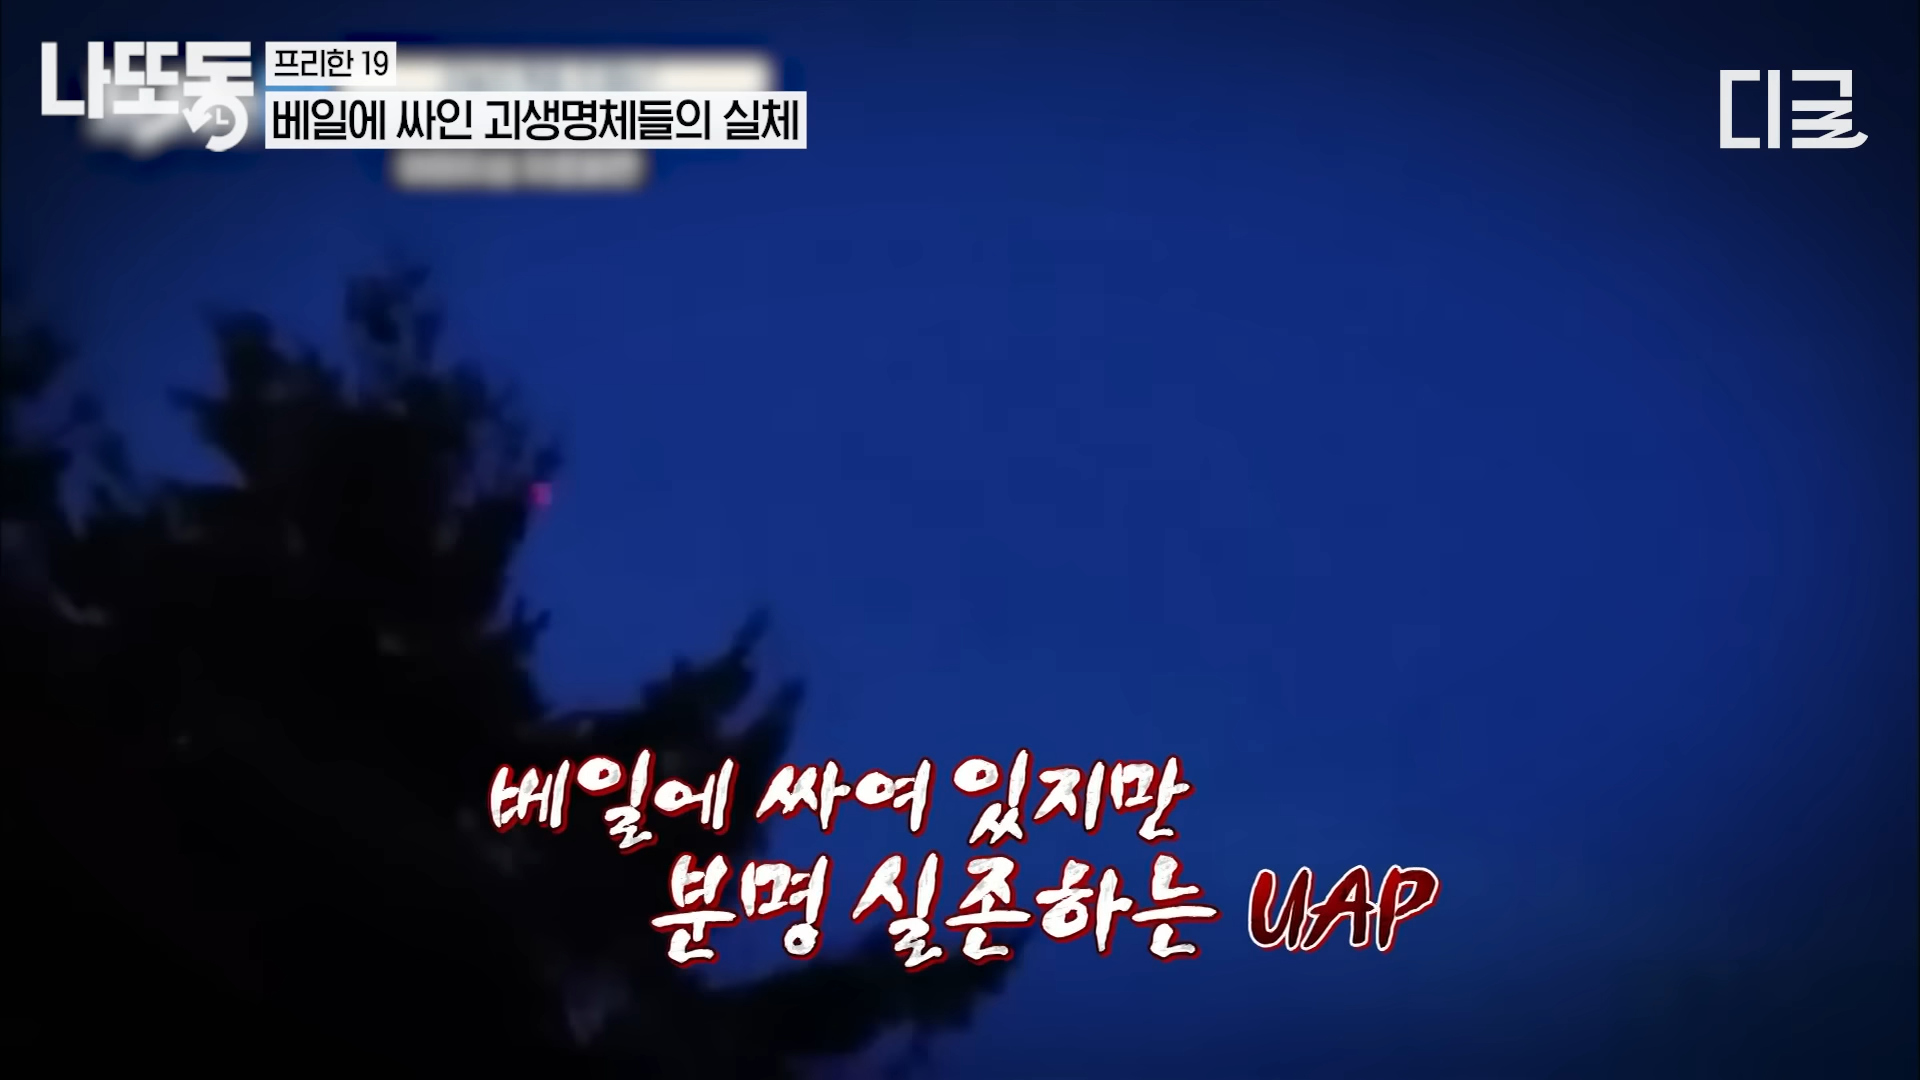 나또동
프리한 19
베일에 싸인 괴생명체들의 실체
디글
베일에 싸여 있지만
분명 실존하는 UAP